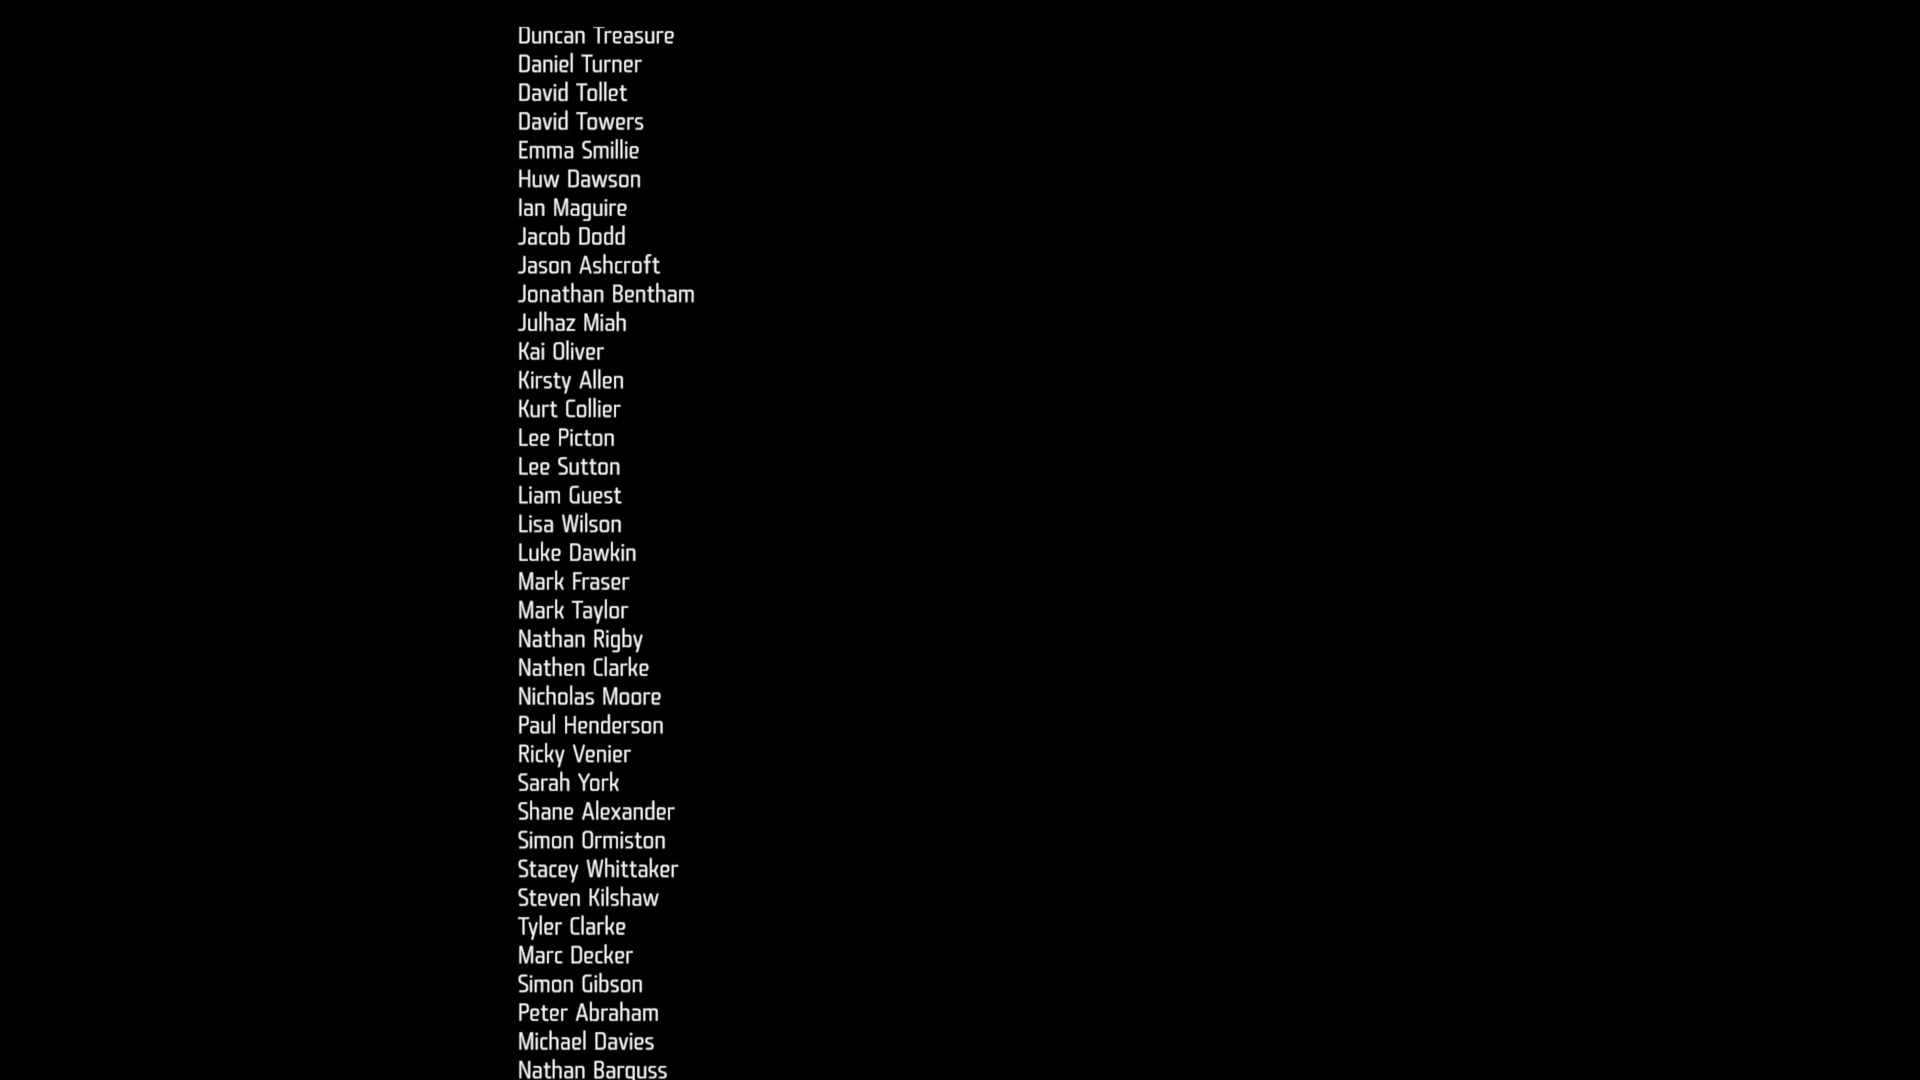 Duncan Treasure
Daniel Turner
David Tollet
David Towers
Emma Smillie
Huw Dawson
Ian Maguire
Jacob Dodd
Jason Ashcroft
Jonathan Bentham
Julhaz Miah
Kai Oliver
Kirsty Allen
Kurt Collier
Lee Picton
Lee Sutton
Liam Guest
Lisa Wilson
Luke Dawkin
Mark Fraser
Mark Taylor
Nathan Rigby
Nathen Clarke
Nicholas Moore
Paul Henderson
Ricky Venier
Sarah York
Shane Alexander
Simon Ormiston
Stacey Whittaker
Steven Kilshaw
Tyler Clarke
Marc Decker
Simon Gibson
Peter Abraham
Michael Davies
Nathan Barguss